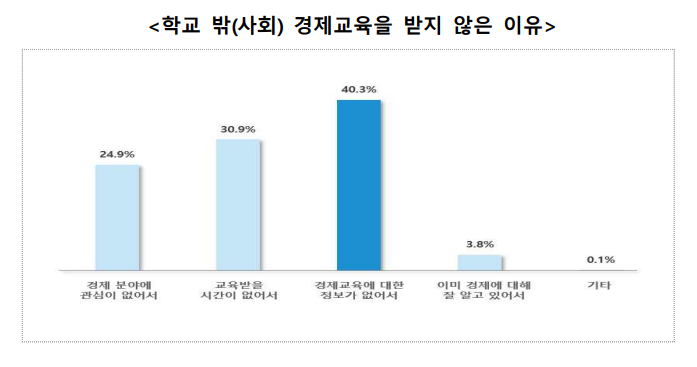 <학교 밖(사회) 경제교육을 받지 않은 이유>
40.3%
30.9%
24.9%
3.8%
0.1%
경제 분야에
관심이 없어서
교육받을
시간이 없어서
경제교육에 대한
정보가 없어서
이미 경제에 대해
잘 알고 있어서
기타